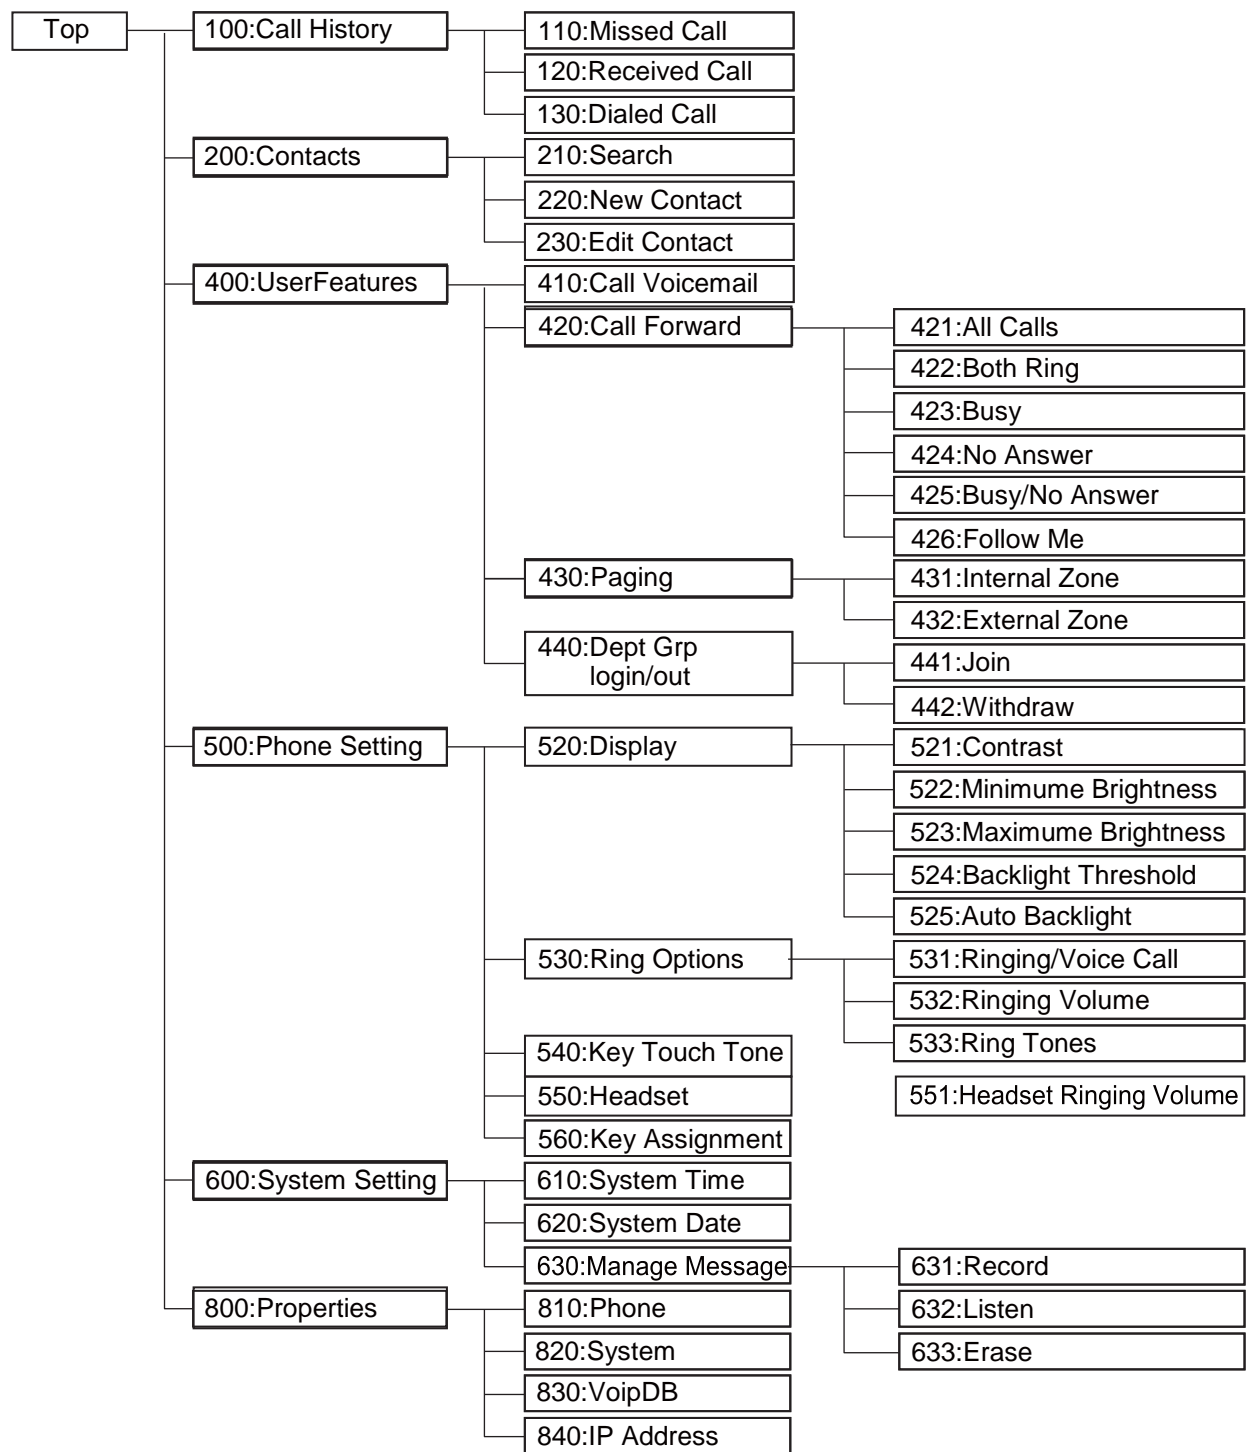 Top
100:Call History
110:Missed Call
120:Received Call
130:Dialed Call
200:Contacts
210:Search
220:New Contact
230:Edit Contact
400:UserFeatures
410:Call Voicemail
420:Call Forward
421:All Calls
422:Both Ring
423:Busy
424:No Answer
425:Busy/No Answer
426:Follow Me
430:Paging
431:Internal Zone
432:External Zone
440:Dept Grp
login/out
441:Join
442:Withdraw
500:Phone Setting
520:Display
521:Contrast
522:Minimume Brightness
523:Maximume Brightness
524:Backlight Threshold
525:Auto Backlight
530:Ring Options
531:Ringing/Voice Call
532:Ringing Volume
533:Ring Tones
540:Key Touch Tone
550:Headset
551:Headset Ringing Volume
560:Key Assignment
600:System Setting
610:System Time
620:System Date
630:Manage Message
631:Record
632:Listen
633:Erase
800:Properties
810:Phone
820:System
830:VoipDB
840:IP Address